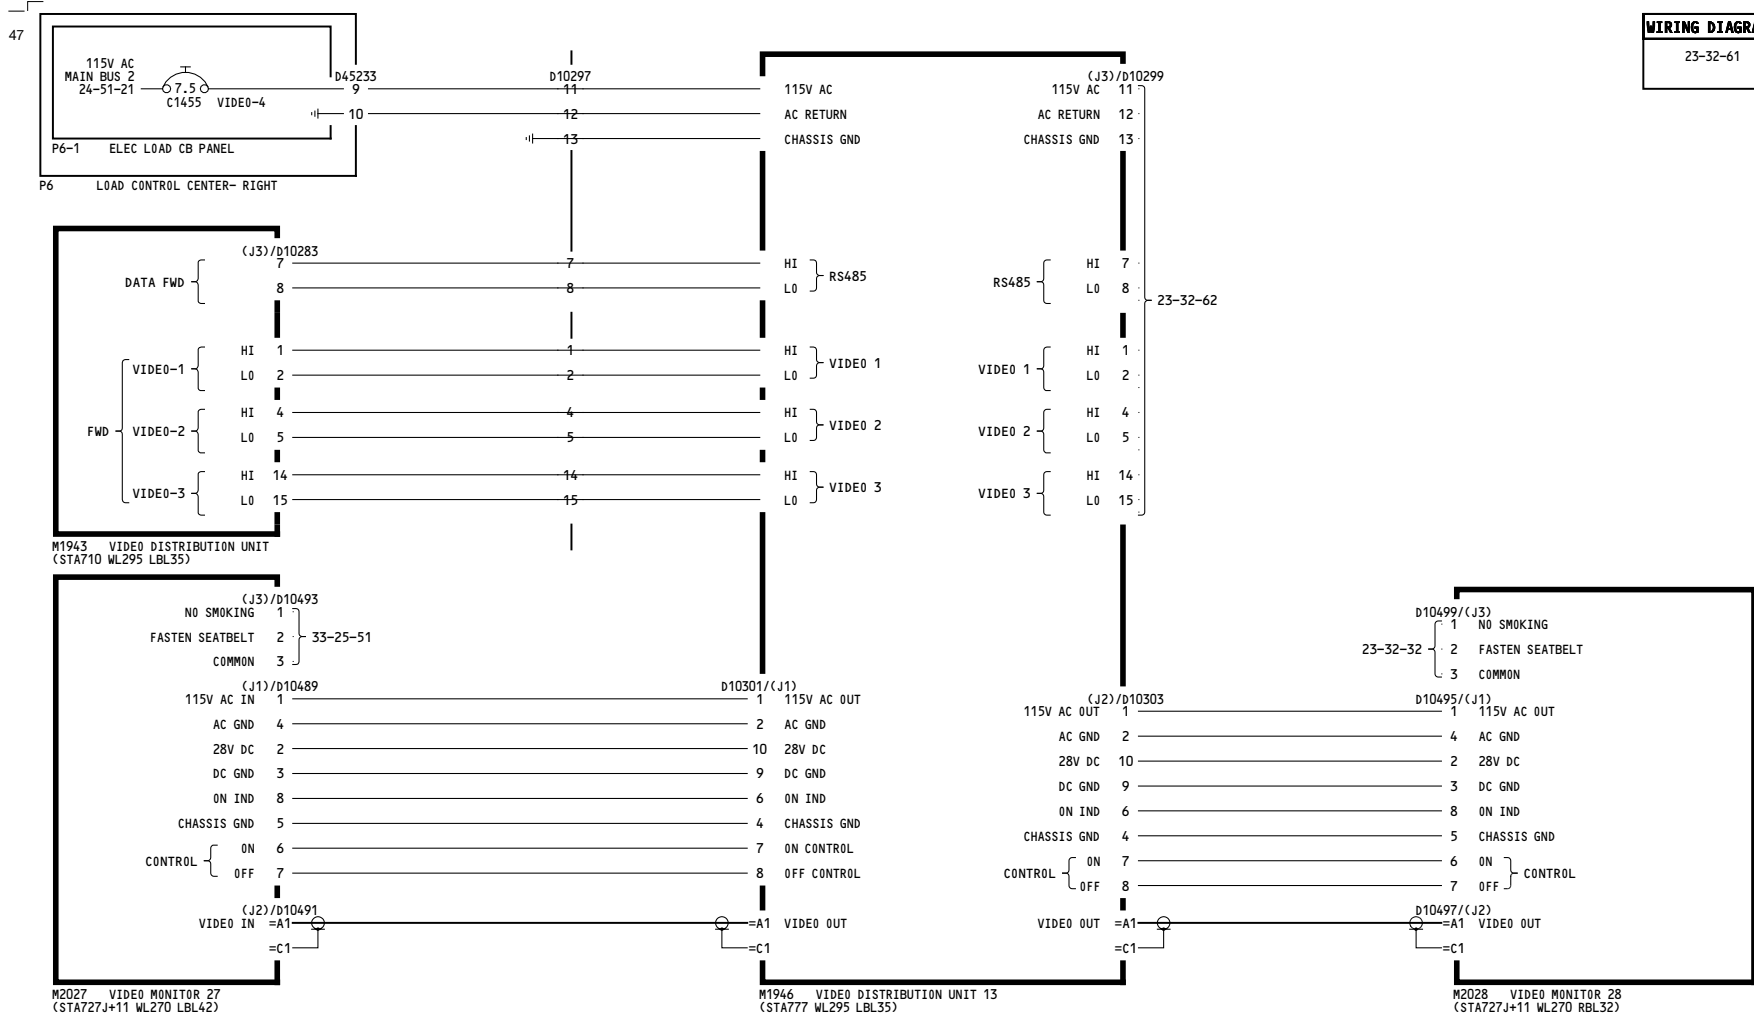 47
WIRING DIAGRA
23-32-61
115V AC
MAIN BUS 2
24-51-21
7.5
C1455 VIDEO-4
D45233
9
10
P6-1 ELEC LOAD CB PANEL
P6 LOAD CONTROL CENTER- RIGHT
D10297
11
12
13
115V AC
AC RETURN
CHASSIS GND
(J3)/D10299
115V AC 11
AC RETURN 12
CHASSIS GND 13
(J3)/D10283
DATA FWD
7
8
7
8
HI
LO
RS485
RS485
HI 7
LO 8
23-32-62
FWD
VIDEO-1
HI 1
LO 2
1
2
HI
LO
VIDEO 1
VIDEO 1
HI 1
LO 2
VIDEO-2
HI 4
LO 5
4
5
HI
LO
VIDEO 2
VIDEO 2
HI 4
LO 5
VIDEO-3
HI 14
LO 15
14
15
HI
LO
VIDEO 3
VIDEO 3
HI 14
LO 15
M1943 VIDEO DISTRIBUTION UNIT
(STA710 WL295 LBL35)
(J3)/D10493
NO SMOKING 1
FASTEN SEATBELT 2
COMMON 3
33-25-51
(J1)/D10489
115V AC IN 1
AC GND 4
28V DC 2
DC GND 3
ON IND 8
CHASSIS GND 5
CONTROL
ON 6
OFF 7
(J2)/D10491
VIDEO IN =A1
=C1
M2027 VIDEO MONITOR 27
(STA727J+11 WL270 LBL42)
D10301/(J1)
1 115V AC OUT
2 AC GND
10 28V DC
9 DC GND
6 ON IND
4 CHASSIS GND
7 ON CONTROL
8 OFF CONTROL
=A1 VIDEO OUT
=C1
(J2)/D10303
115V AC OUT 1
AC GND 2
28V DC 10
DC GND 9
ON IND 6
CHASSIS GND 4
CONTROL
ON 7
OFF 8
VIDEO OUT =A1
=C1
M1946 VIDEO DISTRIBUTION UNIT 13
(STA777 WL295 LBL35)
D10499/(J3)
23-32-32
1 NO SMOKING
2 FASTEN SEATBELT
3 COMMON
D10495/(J1)
1 115V AC OUT
4 AC GND
2 28V DC
3 DC GND
8 ON IND
5 CHASSIS GND
6 ON
7 OFF
CONTROL
D10497/(J2)
=A1 VIDEO OUT
=C1
M2028 VIDEO MONITOR 28
(STA727J+11 WL270 RBL32)